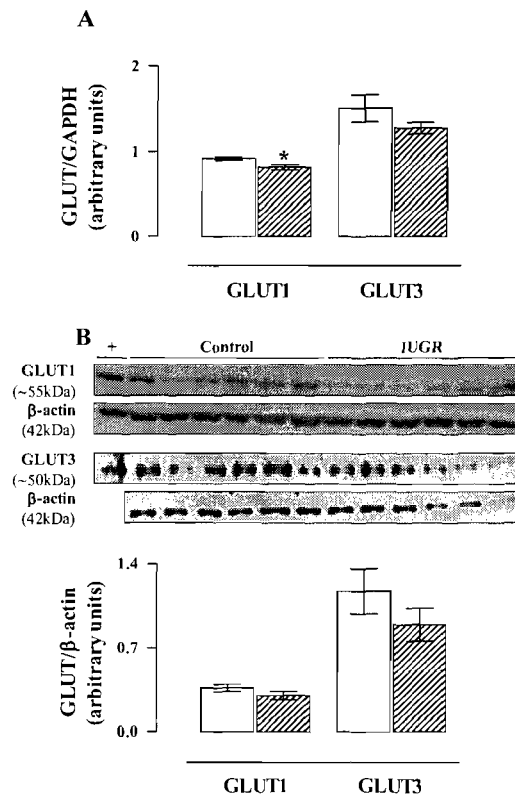 A
GLUT/GAPDH
(arbitrary units)
2
1
0
*
GLUT1
GLUT3
B
+
Control
IUGR
GLUT1
(~55kDa)
β-actin
(42kDa)
GLUT3
(~50kDa)
β-actin
(42kDa)
GLUT/β-actin
(arbitrary units)
1.4
0.7
0.0
GLUT1
GLUT3